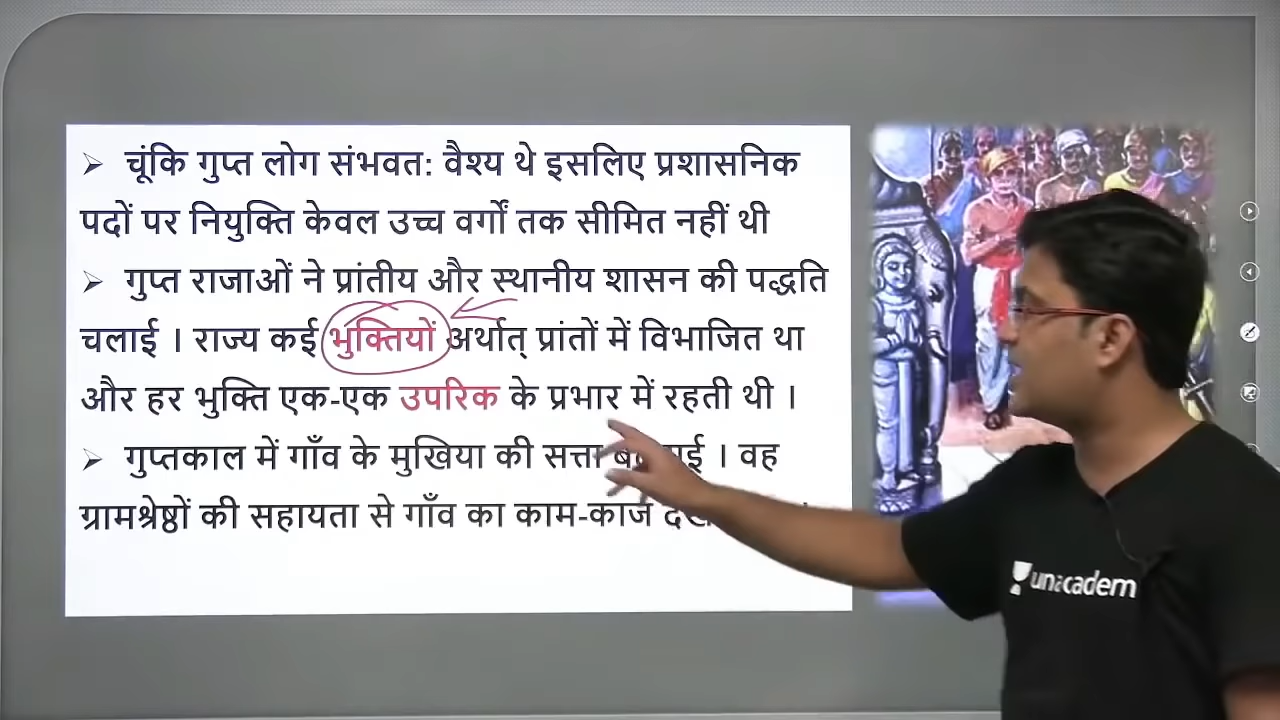 ➢ चूंकि गुप्त लोग संभवत: वैश्य थे इसलिए प्रशासनिक
पदों पर नियुक्ति केवल उच्च वर्गों तक सीमित नहीं थी
➢ गुप्त राजाओं ने प्रांतीय और स्थानीय शासन की पद्धति
चलाई । राज्य कई भुक्तियों अर्थात् प्रांतों में विभाजित था
और हर भुक्ति एक-एक उपरिक के प्रभार में रहती थी ।
➢ गुप्तकाल में गाँव के मुखिया की सत्ता । वह
ग्रामश्रेष्ठों की सहायता से गाँव का काम-काज
unacadem